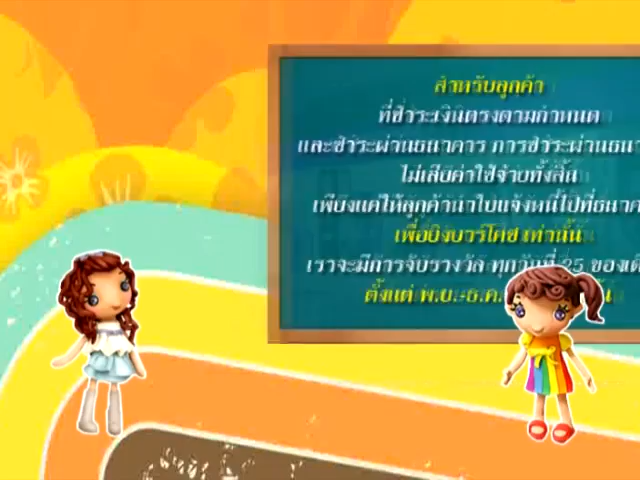 สำหรับลูกค้า
ที่ชำระเงินตรงตามกำหนด
และชำระผ่านธนาคาร การชำระผ่านธนา
ไม่เสียค่าใช้จ่ายทั้งสิ้น
เพียงแค่ให้ลูกค้านำใบแจ้งหนี้ไปที่ธนาค
เพื่อยิงบาร์โคช เท่านั้น
เราจะมีการจับรางวัล ทุกวันที่ 25 ของเดื
ตั้งแต่ พ.ย.-ธ.ค.